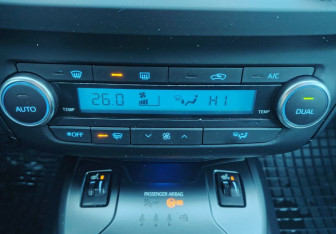 A/C
AUTO TEMP 26.0 HI TEMP DUAL
OFF
PASSENGER AIRBAG